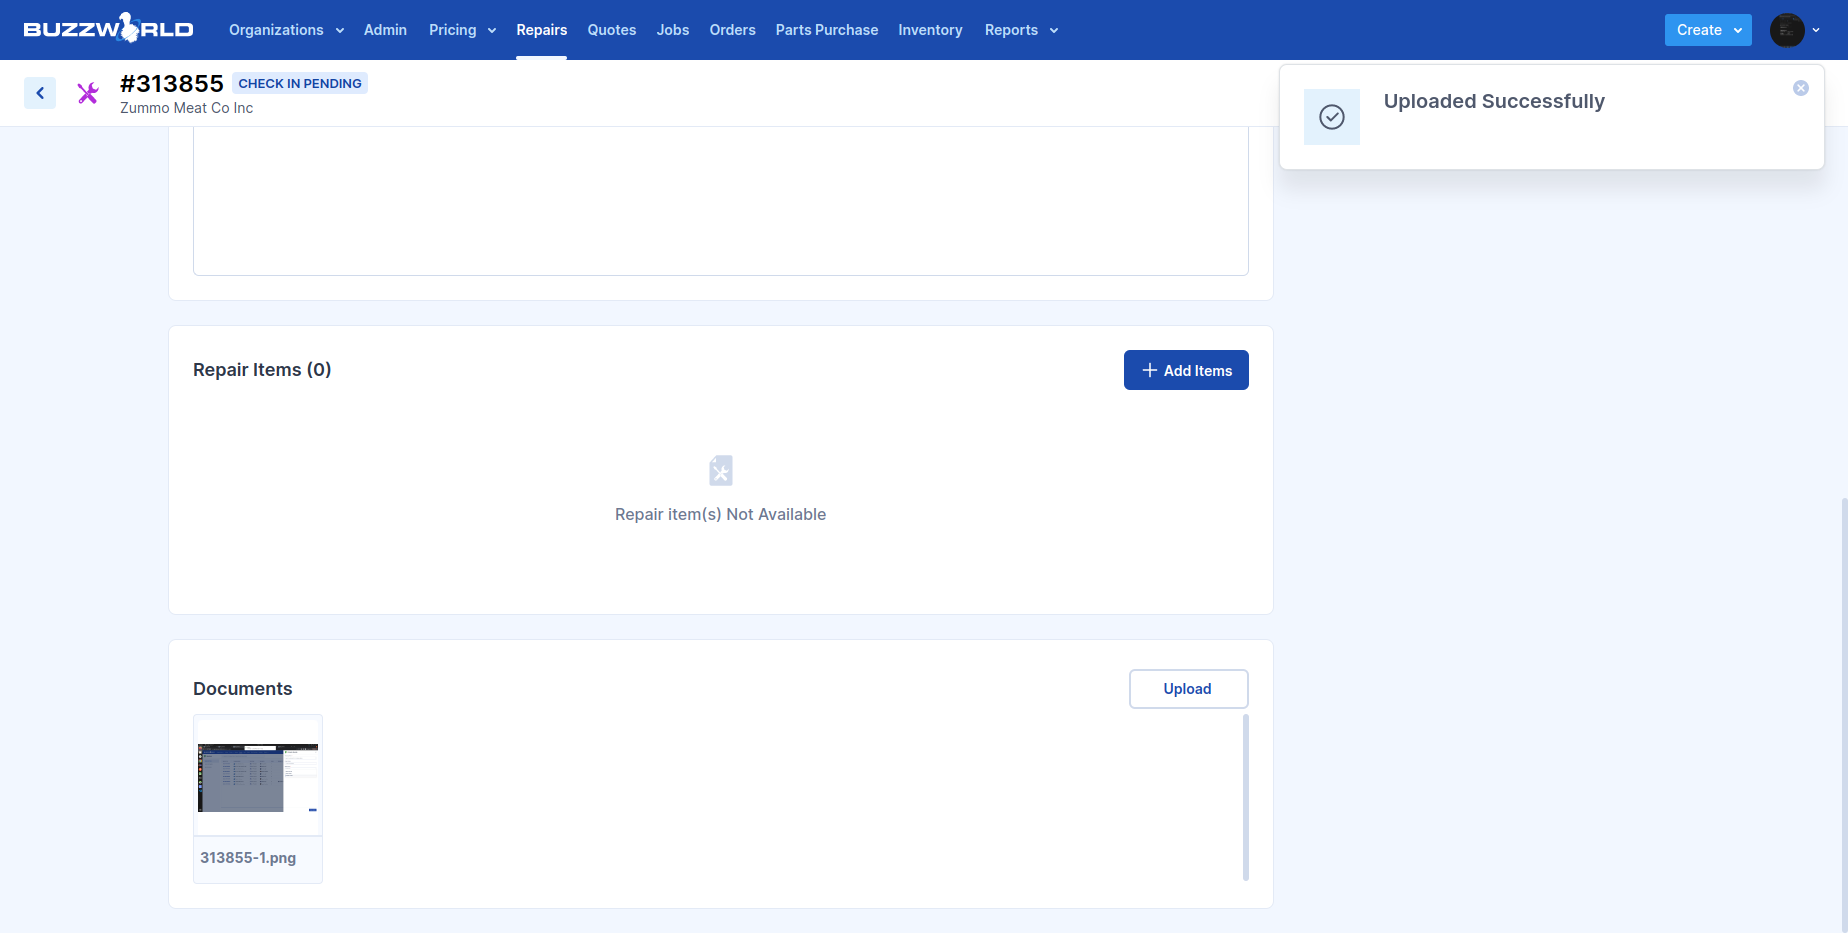 BUZZWORLD
Organizations Admin Pricing Repairs Quotes Jobs Orders Parts Purchase Inventory Reports Create
#313855 CHECK IN PENDING
Zummo Meat Co Inc
Uploaded Successfully
Repair Items (0)
Add Items
Repair item(s) Not Available
Documents
Upload
313855-1.png